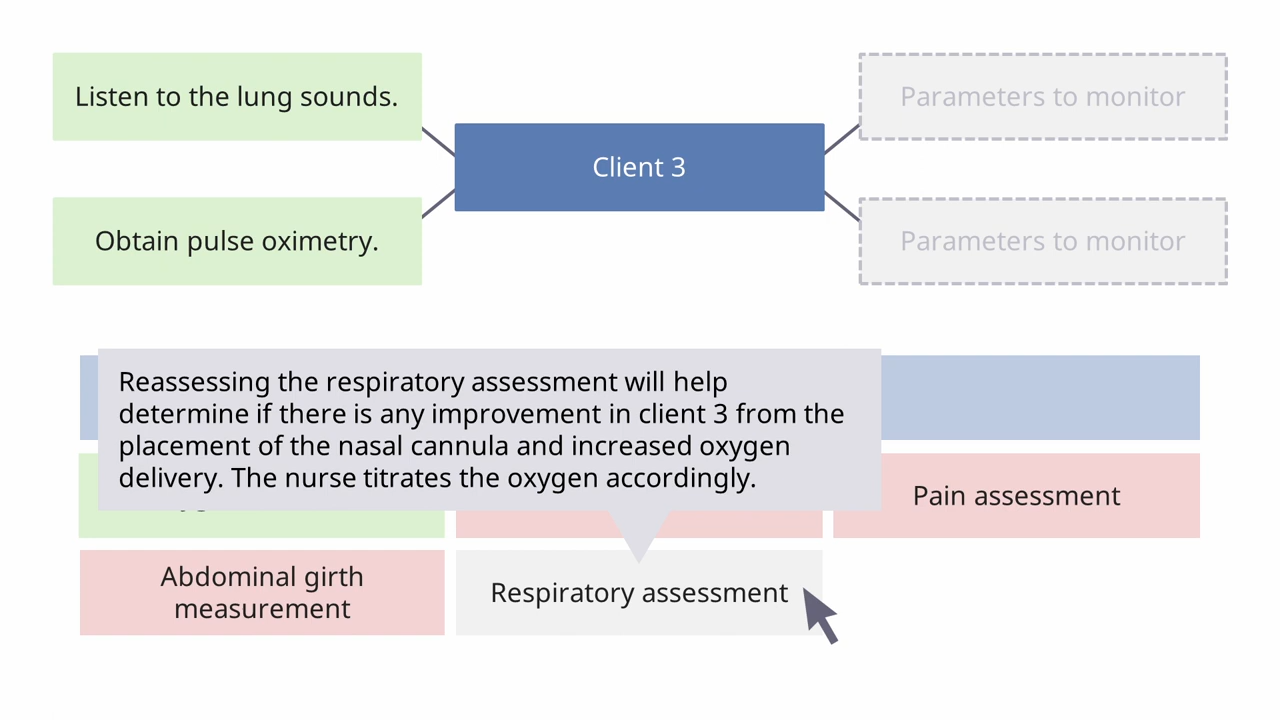 Listen to the lung sounds.
Parameters to monitor
Client 3
Obtain pulse oximetry.
Parameters to monitor
Reassessing the respiratory assessment will help
determine if there is any improvement in client 3 from the
placement of the nasal cannula and increased oxygen
delivery. The nurse titrates the oxygen accordingly.
Pain assessment
Abdominal girth
measurement
Respiratory assessment